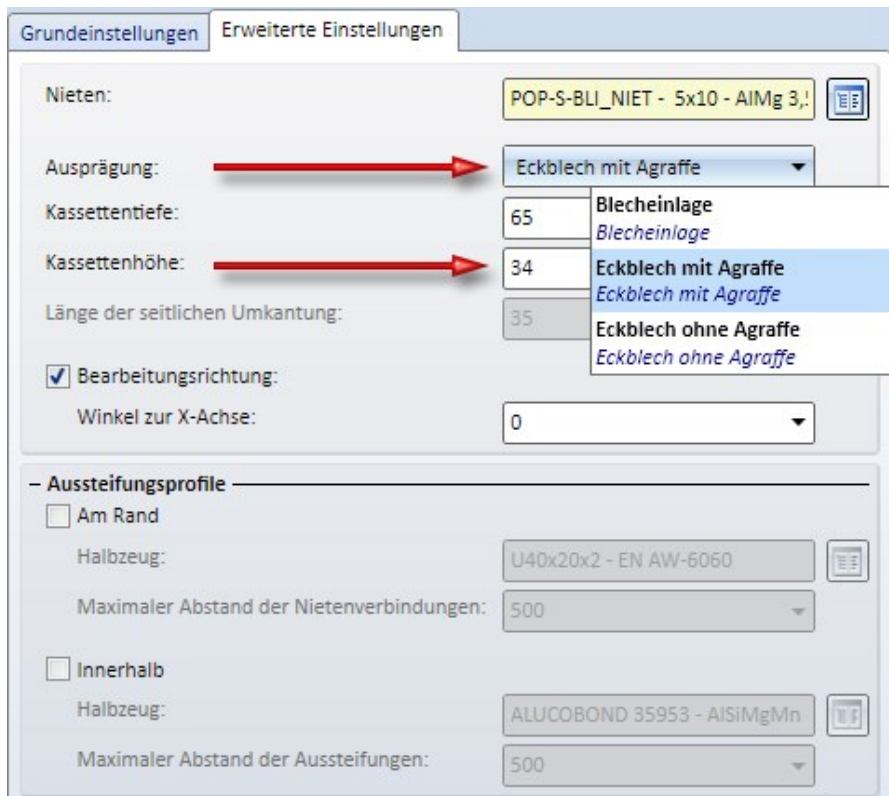 Grundeinstellungen
Erweiterte Einstellungen
Nieten:
POP-S-BLI_NIET - 5x10 - AlMg 3,
Ausprägung:
Eckblech mit Agraffe
Blecheinlage
Blecheinlage
Eckblech mit Agraffe
Eckblech mit Agraffe
Eckblech ohne Agraffe
Eckblech ohne Agraffe
Kassettentiefe:
65
Kassettenhöhe:
34
Länge der seitlichen Umkantung:
35
Bearbeitungsrichtung:
Winkel zur X-Achse:
0
Aussteifungsprofile
Am Rand
Halbzeug:
U40x20x2 - EN AW-6060
Maximaler Abstand der Nietenverbindungen:
500
Innerhalb
Halbzeug:
ALUCOBOND 35953 - AlSiMgMn
Maximaler Abstand der Aussteifungen:
500